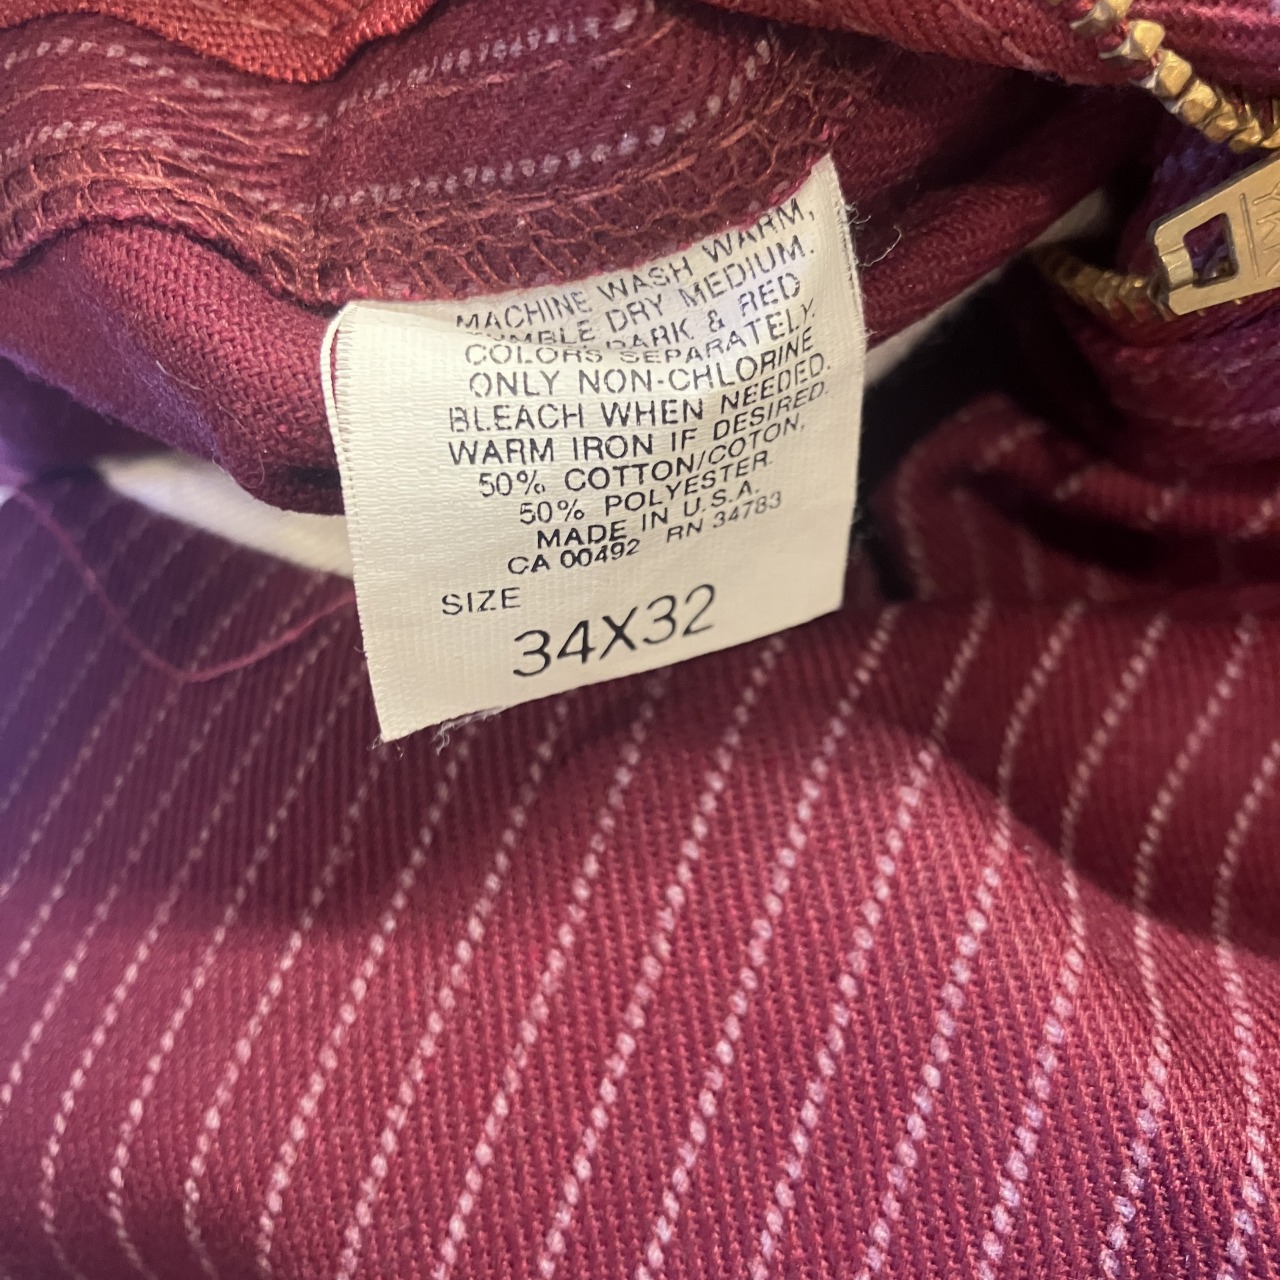 MACHINE WASH WARM,
TUMBLE DRY MEDIUM.
DARK & RED
COLORS SEPARATELY.
ONLY NON-CHLORINE
BLEACH WHEN NEEDED.
WARM IRON IF DESIRED.
50% COTTON/COTON,
50% POLYESTER
MADE IN U.S.A.
CA 00492 RN 34783
SIZE
34X32
YKK